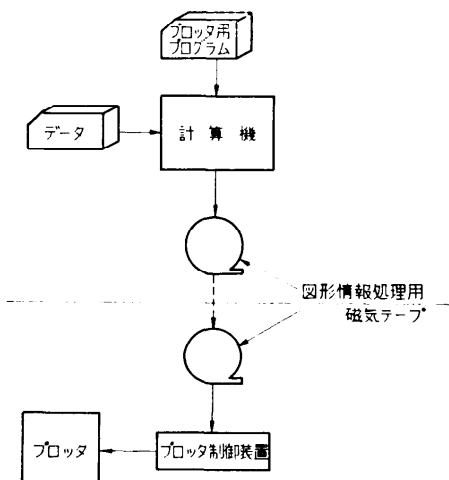 プロッタ用
プログラム
データ
計算機
図形情報処理用
磁気テープ
プロッタ
プロッタ制御装置